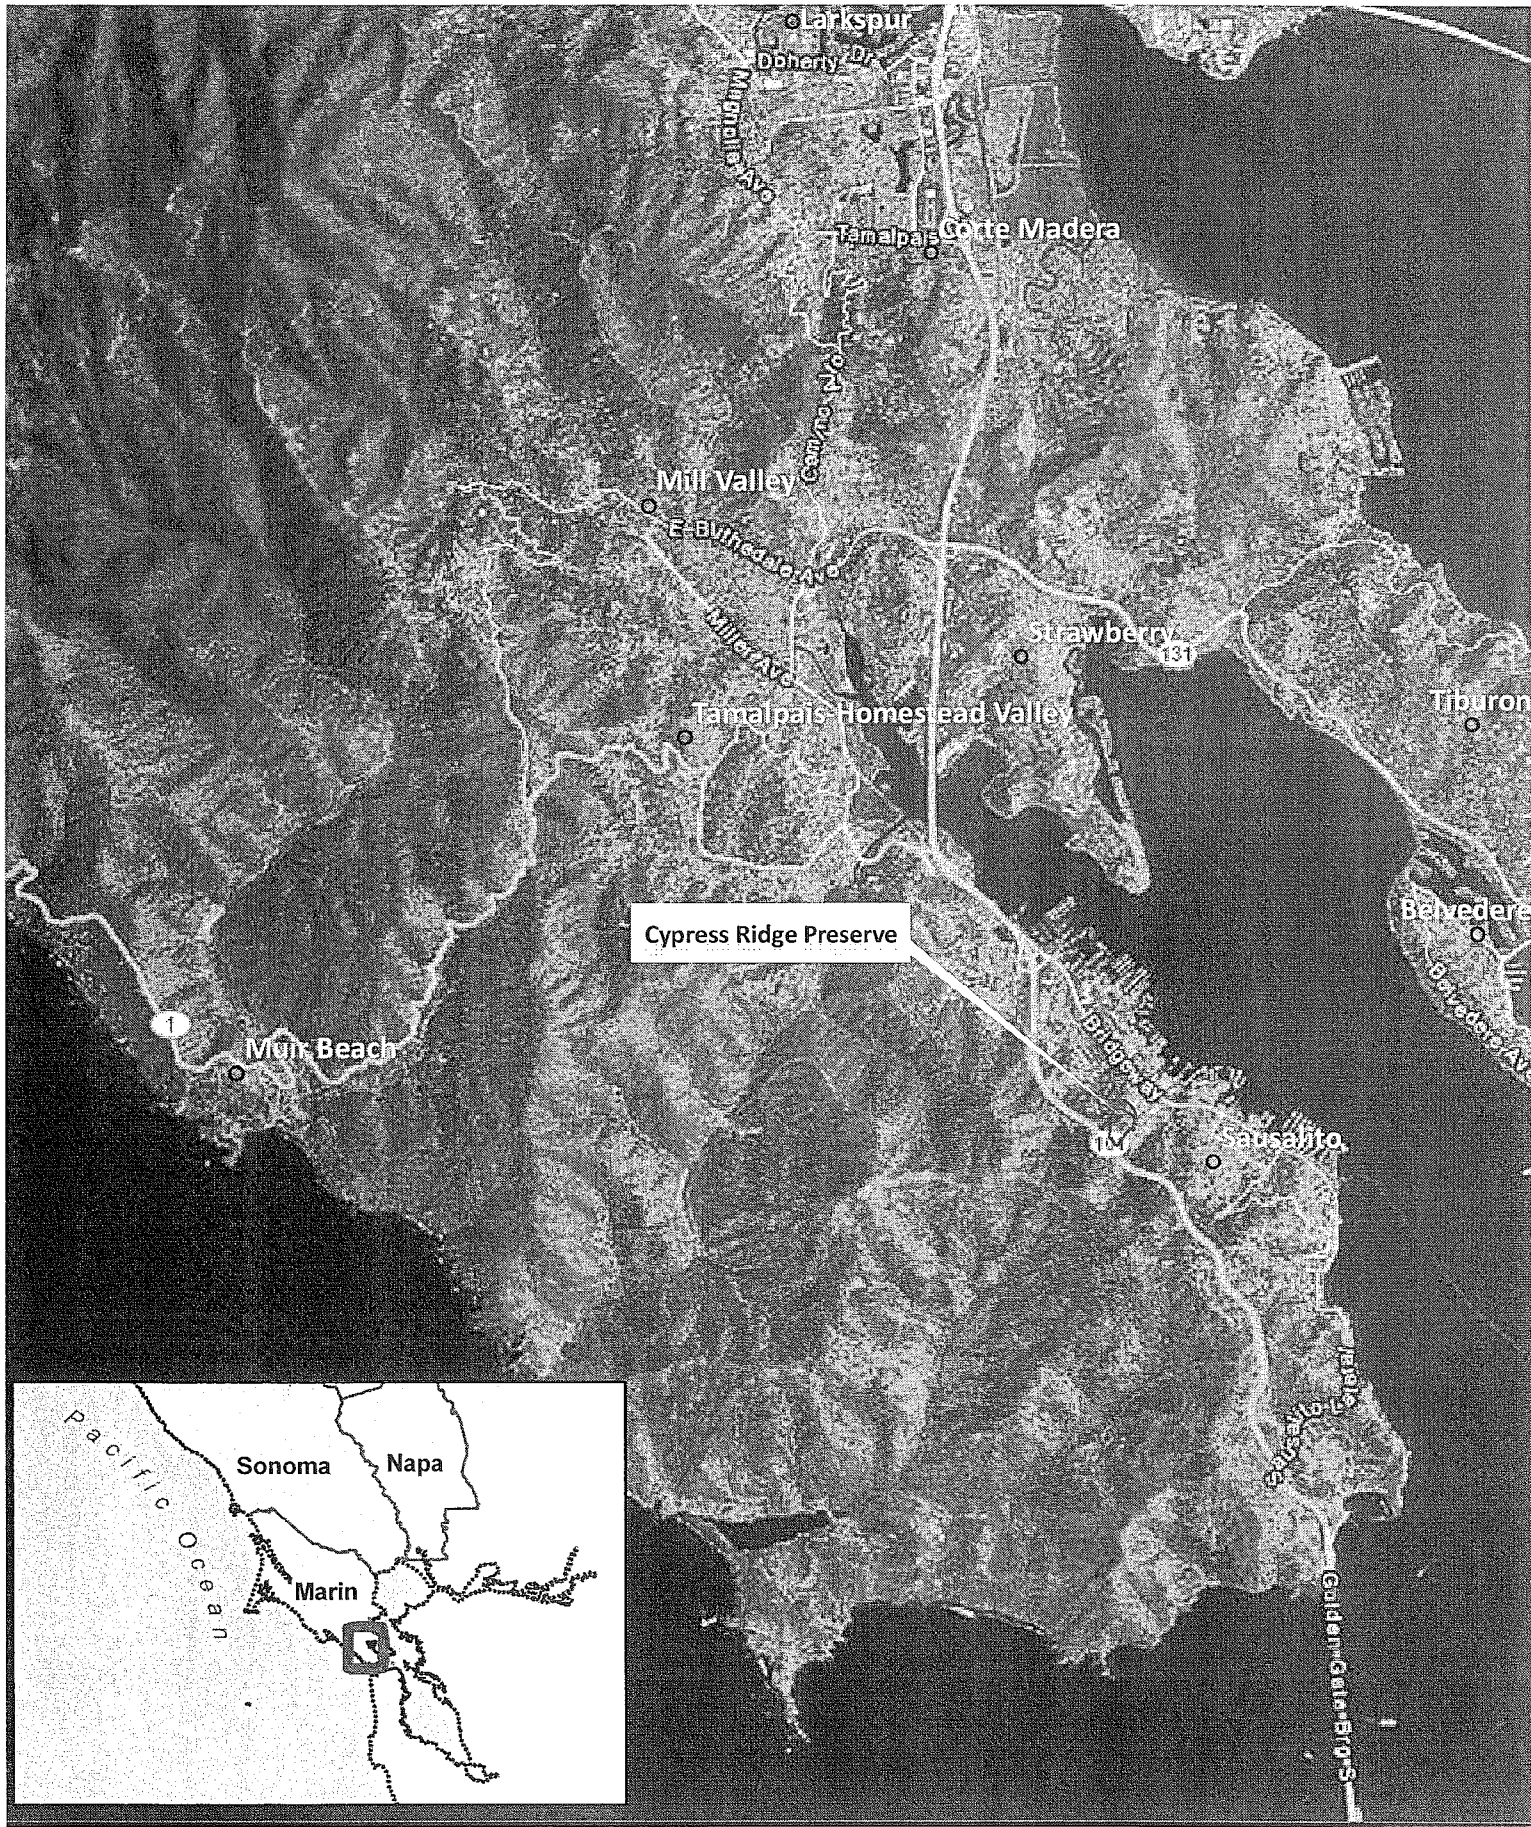 Larkspur
Doherty Dr
Magnolia Ave
Tamalpais
Corte Madera
Camino Alto
Mill Valley
E Blithedale Ave
Miller Ave
Strawberry
131
Tiburon
Tamalpais-Homestead Valley
Cypress Ridge Preserve
Belvedere
Belvedere Ave
1
Muir Beach
Bridgeway
Sausalito
Sausalito L
Pacific Ocean
Sonoma
Napa
Marin
Golden Gate Brg S